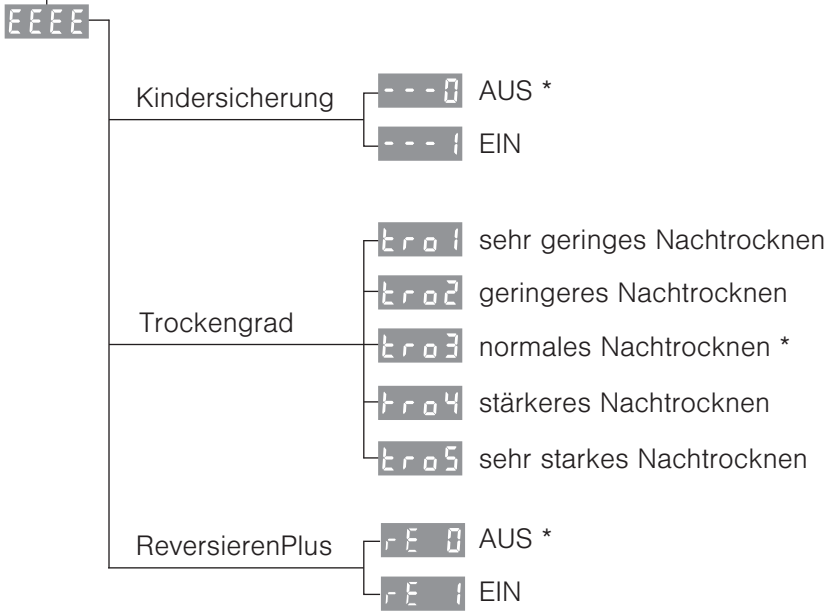 EEEE
Kindersicherung
---0 AUS *
---1 EIN
Trockengrad
tro1 sehr geringes Nachtrocknen
tro2 geringeres Nachtrocknen
tro3 normales Nachtrocknen *
tro4 stärkeres Nachtrocknen
tro5 sehr starkes Nachtrocknen
ReversierenPlus
rE 0 AUS *
rE 1 EIN